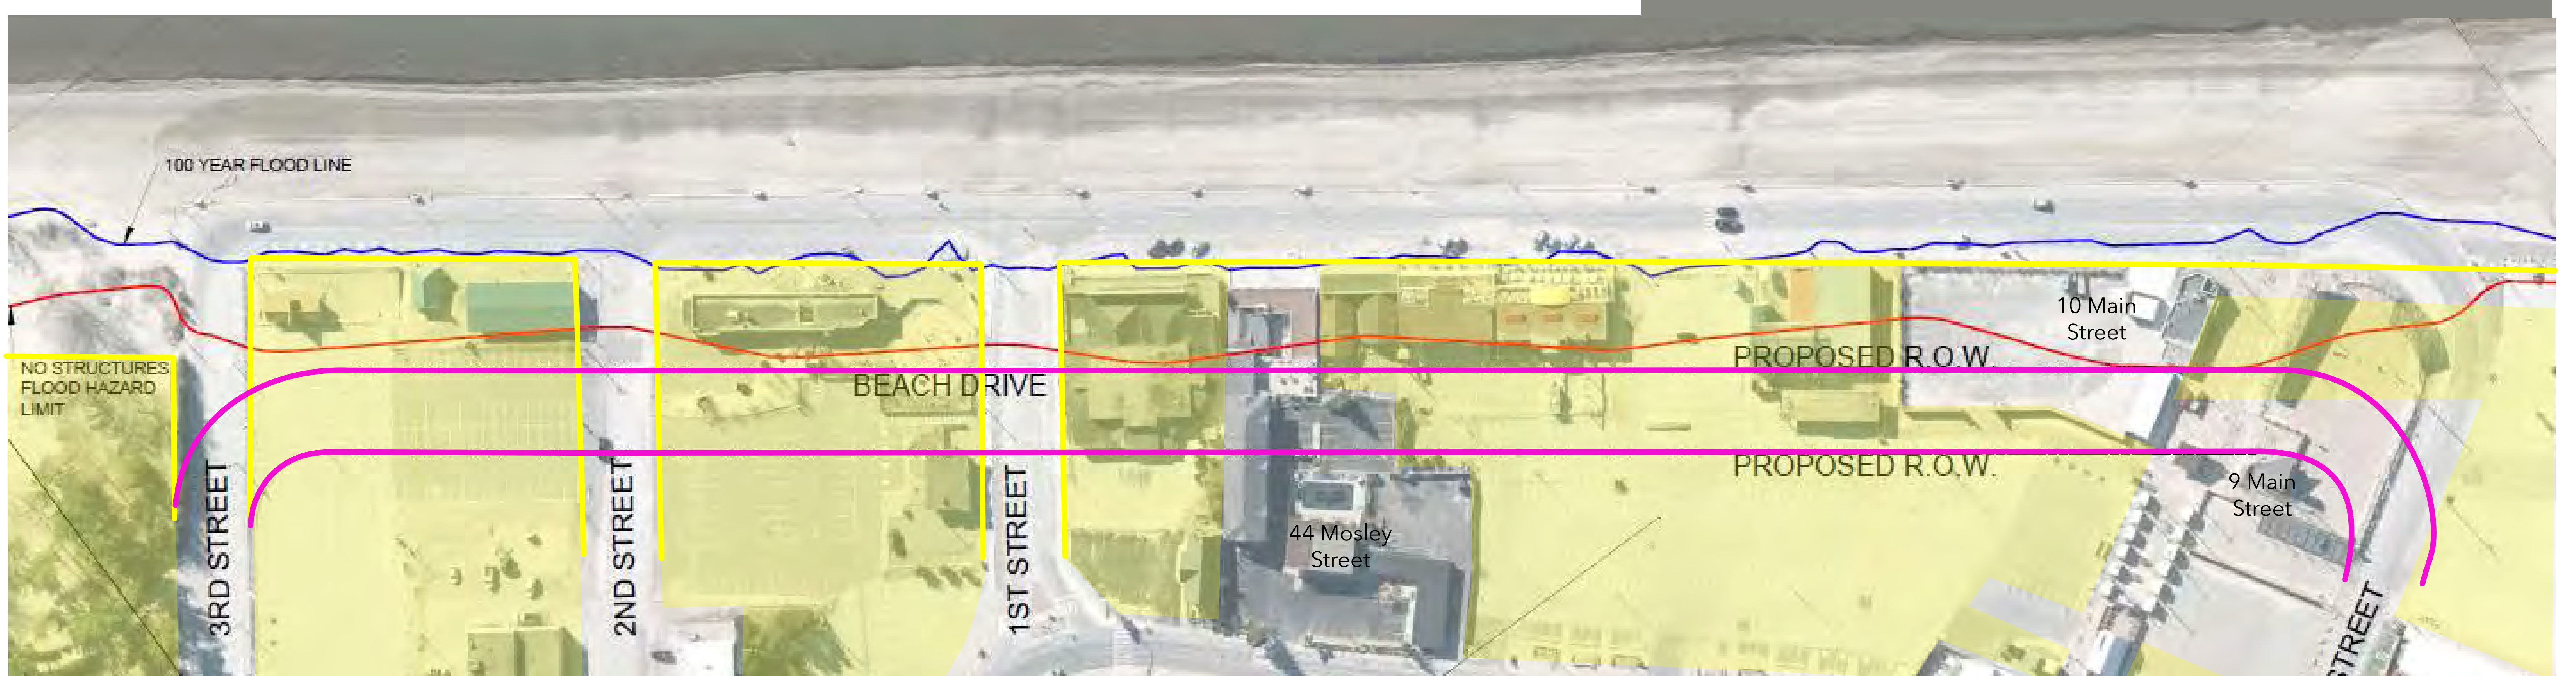 100 YEAR FLOOD LINE
10 Main
Street
NO STRUCTURES
FLOOD HAZARD
LIMIT
BEACH DRIVE
PROPOSED R.O.W.
PROPOSED R.O.W.
3RD STREET
2ND STREET
1ST STREET
44 Mosley
Street
9 Main
Street
STREET